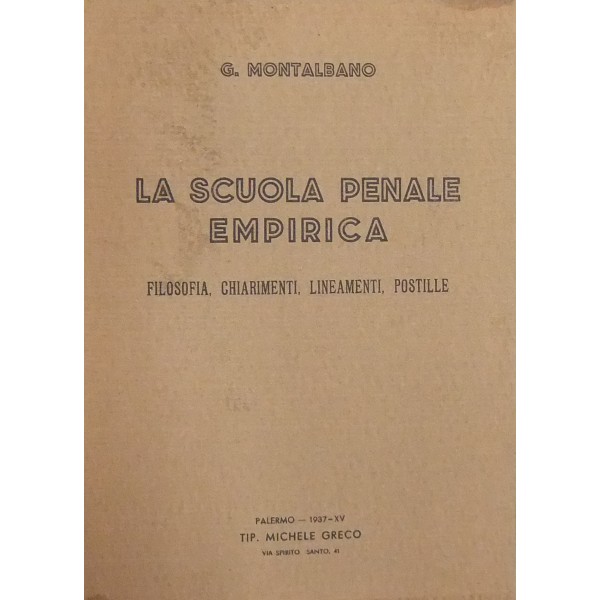 G. MONTALBANO
LA SCUOLA PENALE
EMPIRICA
FILOSOFIA, CHIARIMENTI, LINEAMENTI, POSTILLE
PALERMO — 1937-XV
TIP. MICHELE GRECO
VIA SPIRITO SANTO, 41